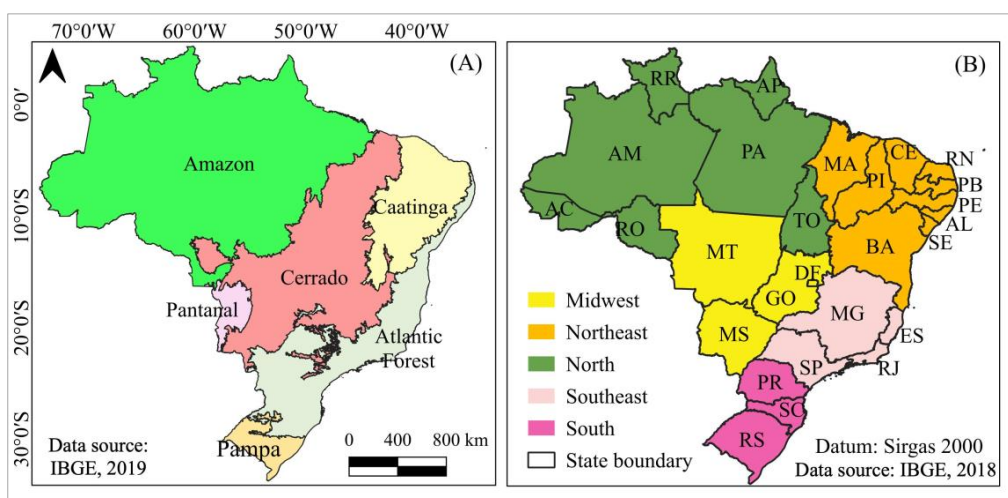 70°0′W 60°0′W 50°0′W 40°0′W
(A)
0°0′
10°0′S
20°0′S
30°0′S
Amazon
Caatinga
Cerrado
Pantanal
Atlantic
Forest
Pampa
Data source:
IBGE, 2019
0 400 800 km
(B)
RR
AP
AM
PA
MA
CE
RN
PI
PB
PE
AC
TO
AL
RO
BA
SE
MT
DF
GO
Midwest
MG
Northeast
MS
ES
North
SP
RJ
Southeast
PR
South
SC
RS
State boundary
Datum: Sirgas 2000
Data source: IBGE, 2018